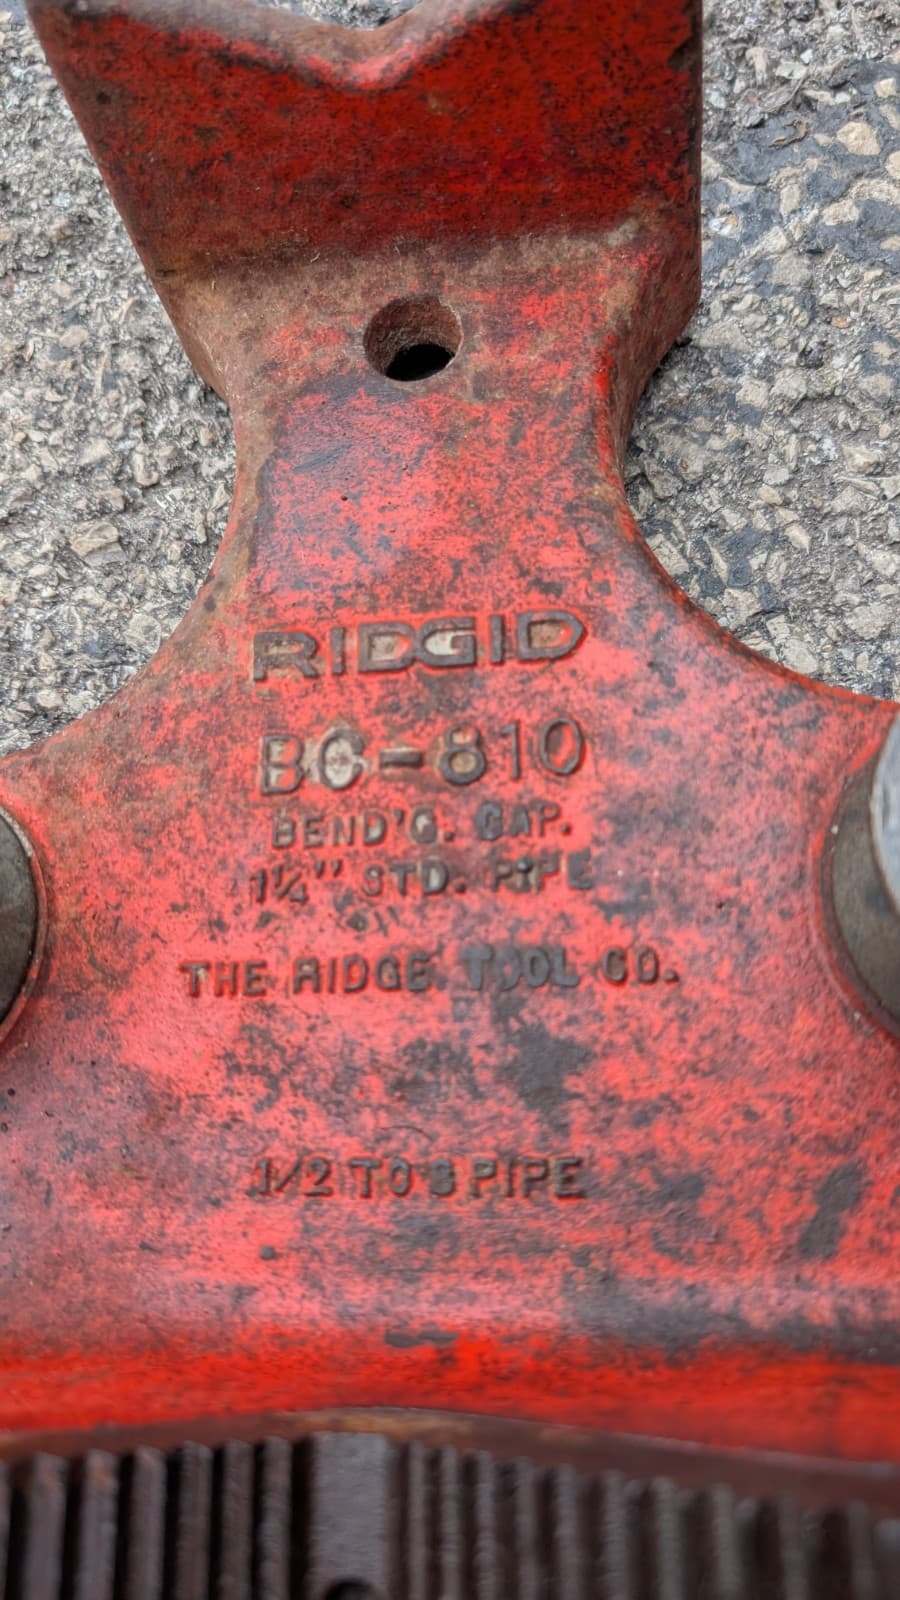 RIDGID
BC-810
BEND'G. CAP.
1¼" STD. PIPE
THE RIDGE TOOL CO.
1/2 TO 8 PIPE